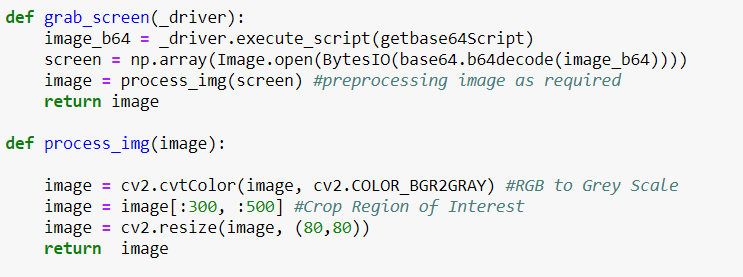 def grab_screen(_driver):
    image_b64 = _driver.execute_script(getbase64Script)
    screen = np.array(Image.open(BytesIO(base64.b64decode(image_b64))))
    image = process_img(screen) #preprocessing image as required
    return image
def process_img(image):
    image = cv2.cvtColor(image, cv2.COLOR_BGR2GRAY) #RGB to Grey Scale
    image = image[:300, :500] #Crop Region of Interest
    image = cv2.resize(image, (80,80))
    return  image